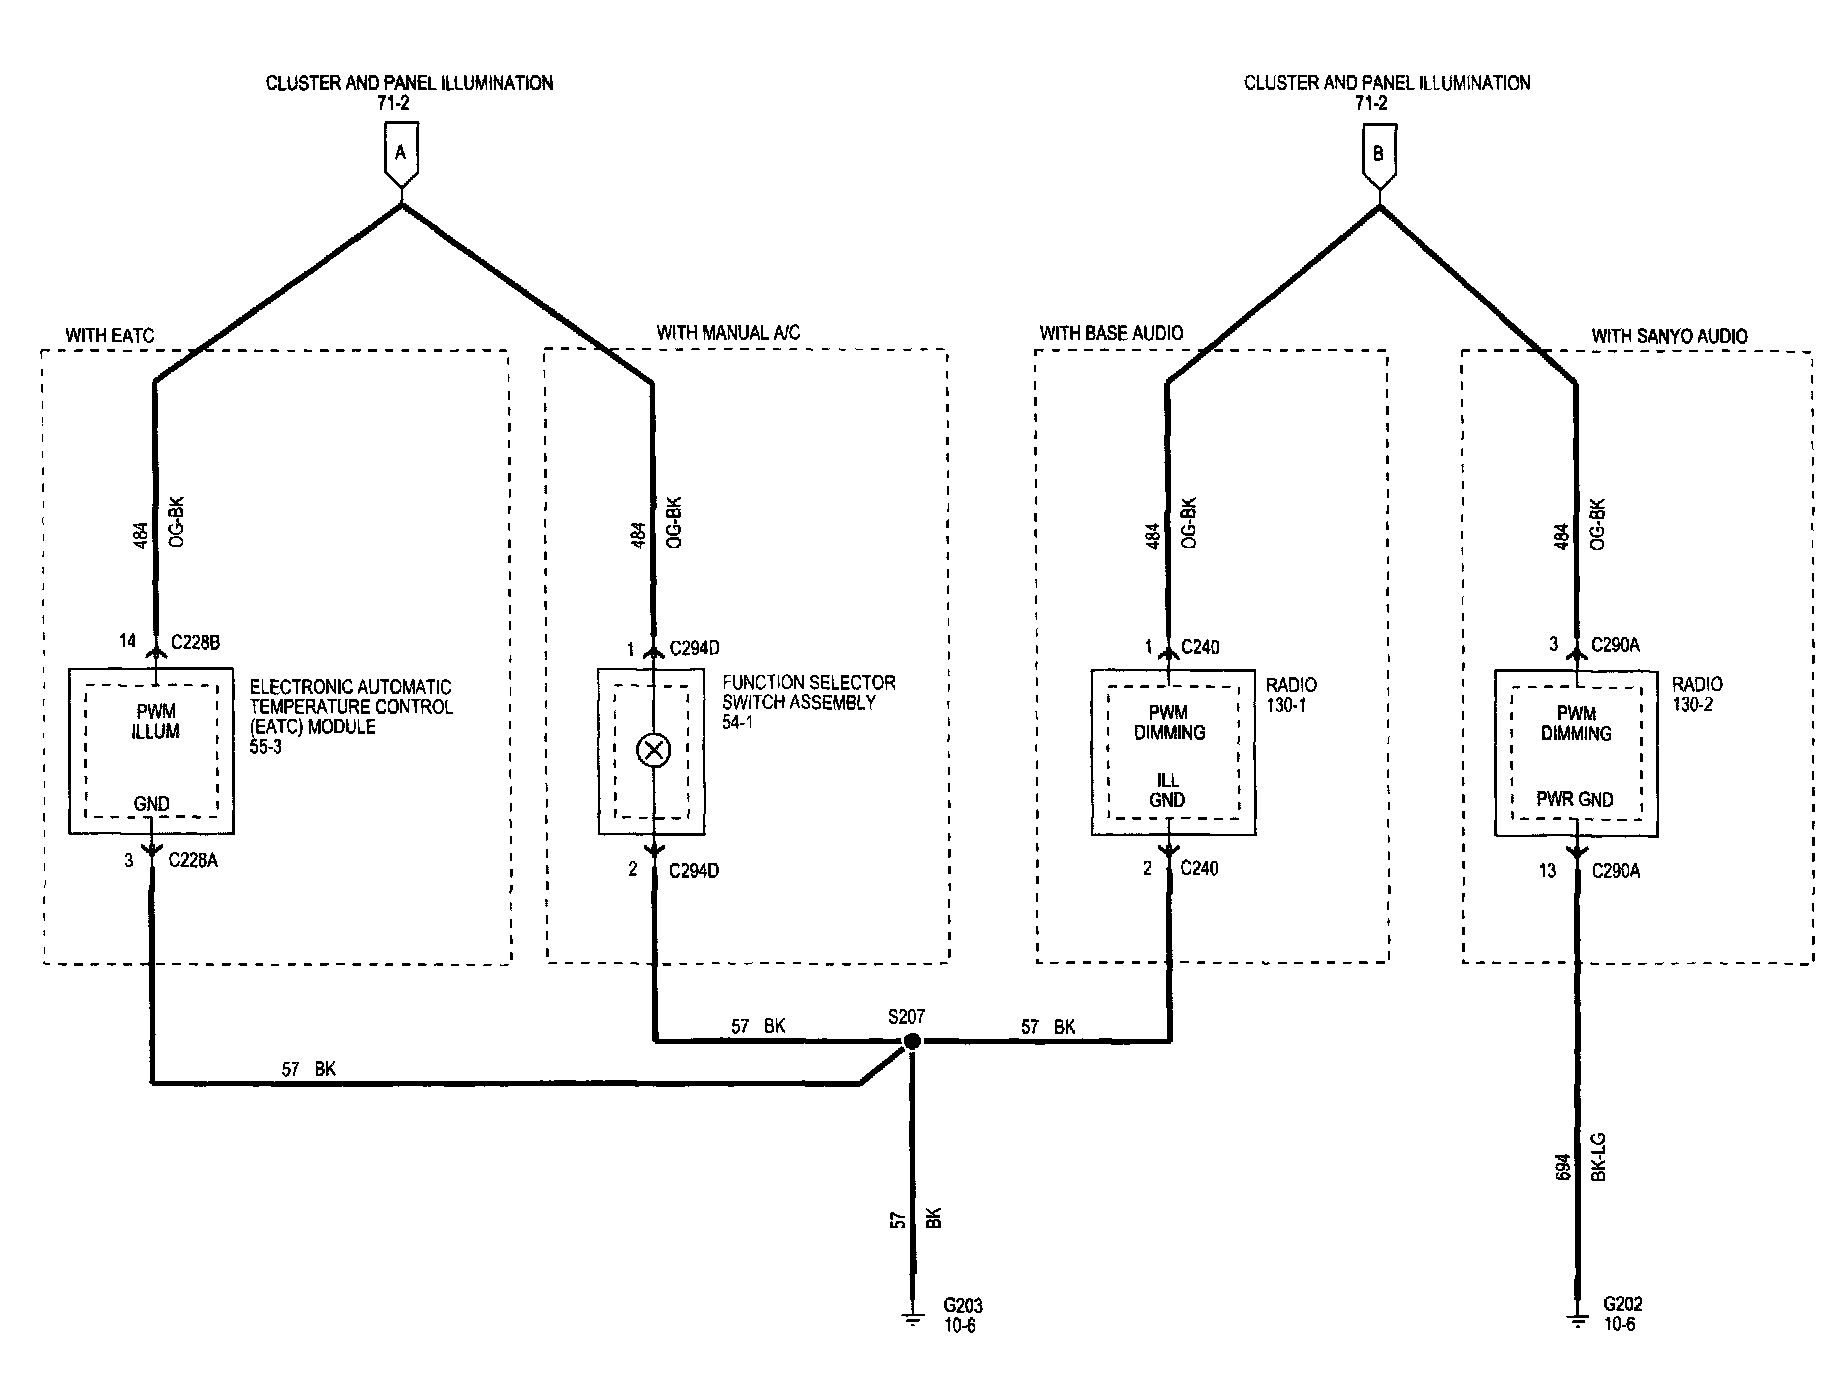 CLUSTER AND PANEL ILLUMINATION
71-2
A
CLUSTER AND PANEL ILLUMINATION
71-2
B
WITH EATC
WITH MANUAL A/C
WITH BASE AUDIO
WITH SANYO AUDIO
484
OG-BK
484
OG-BK
484
OG-BK
484
OG-BK
14
C228B
1
C294D
1
C240
3
C290A
PWM
ILLUM
GND
ELECTRONIC AUTOMATIC
TEMPERATURE CONTROL
(EATC) MODULE
55-3
FUNCTION SELECTOR
SWITCH ASSEMBLY
54-1
PWM
DIMMING
ILL
GND
RADIO
130-1
PWM
DIMMING
PWR GND
RADIO
130-2
3
C228A
2
C294D
2
C240
13
C290A
57 BK
S207
57 BK
57 BK
57
BK
694
BK-LG
G203
10-6
G202
10-6